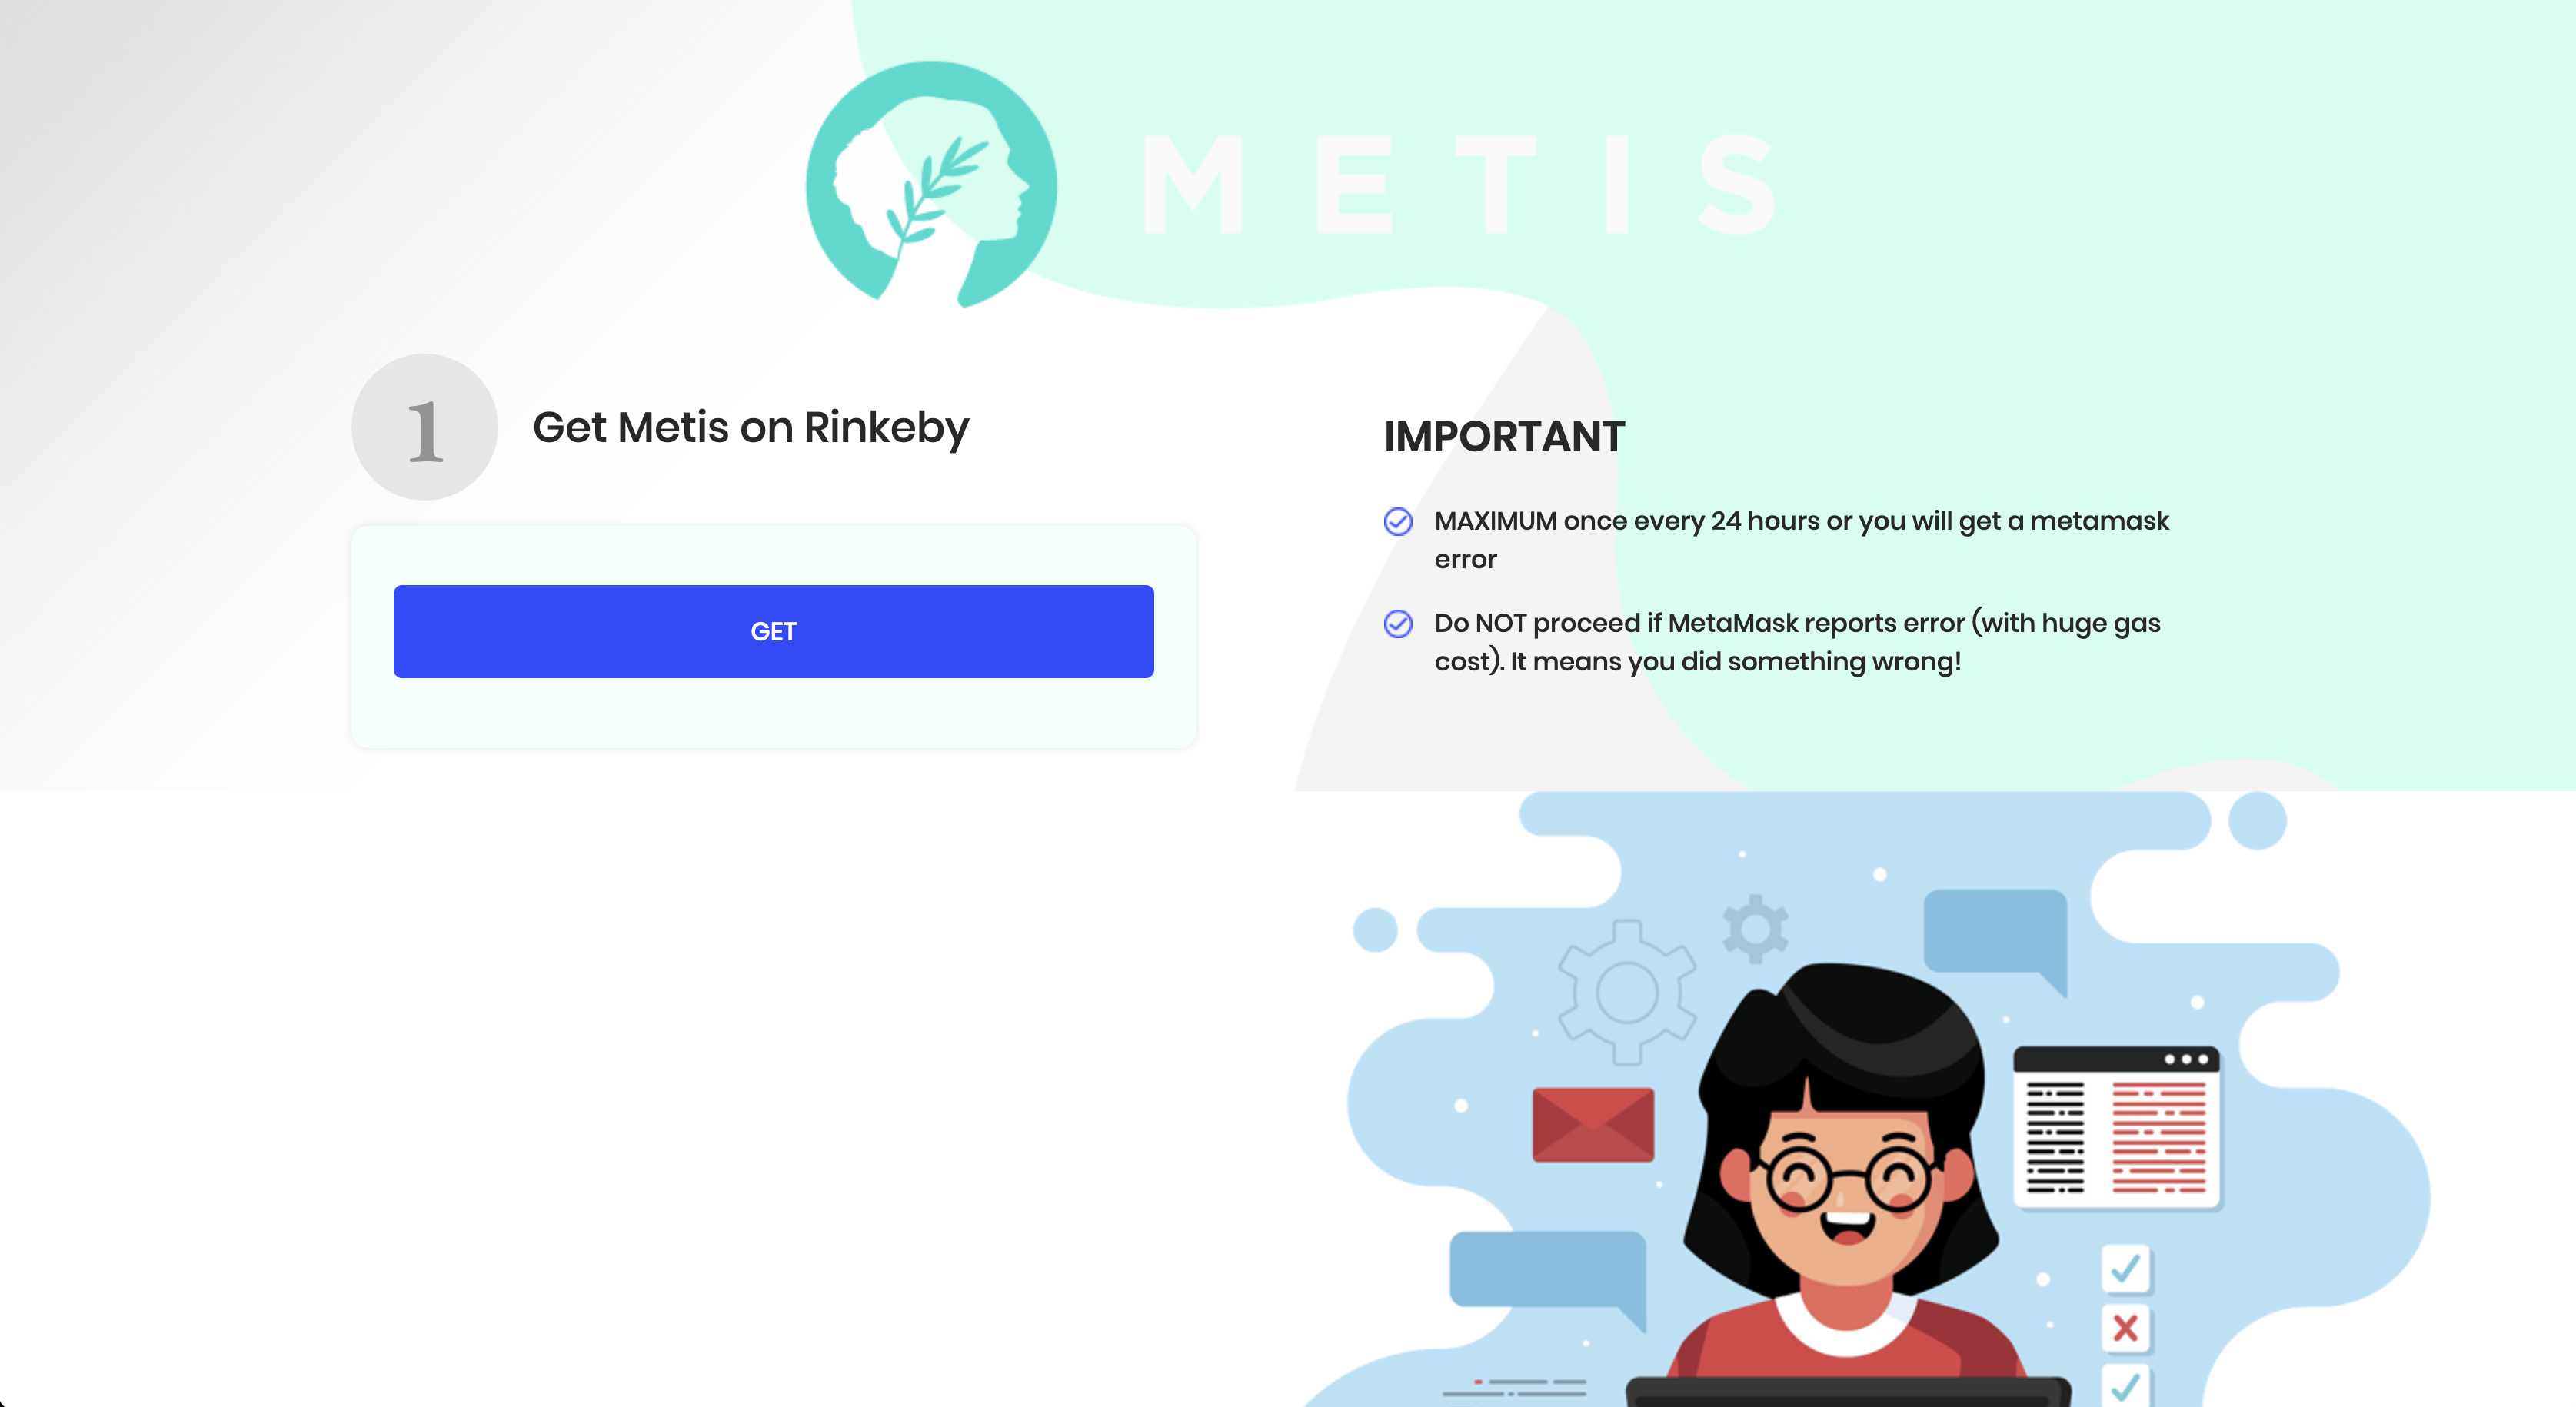 METIS
1
Get Metis on Rinkeby
GET
IMPORTANT
MAXIMUM once every 24 hours or you will get a metamask
error
Do NOT proceed if MetaMask reports error (with huge gas
cost). It means you did something wrong!